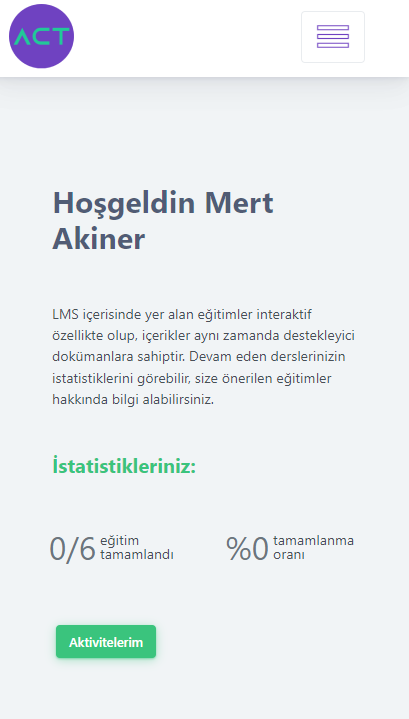 ACT
Hoşgeldin Mert
Akiner
LMS içerisinde yer alan eğitimler interaktif
özellikte olup, içerikler aynı zamanda destekleyici
dokümanlara sahiptir. Devam eden derslerinizin
istatistiklerini görebilir, size önerilen eğitimler
hakkında bilgi alabilirsiniz.
İstatistikleriniz:
0/6 eğitim
tamamlandı
%0 tamamlanma
oranı
Aktivitelerim